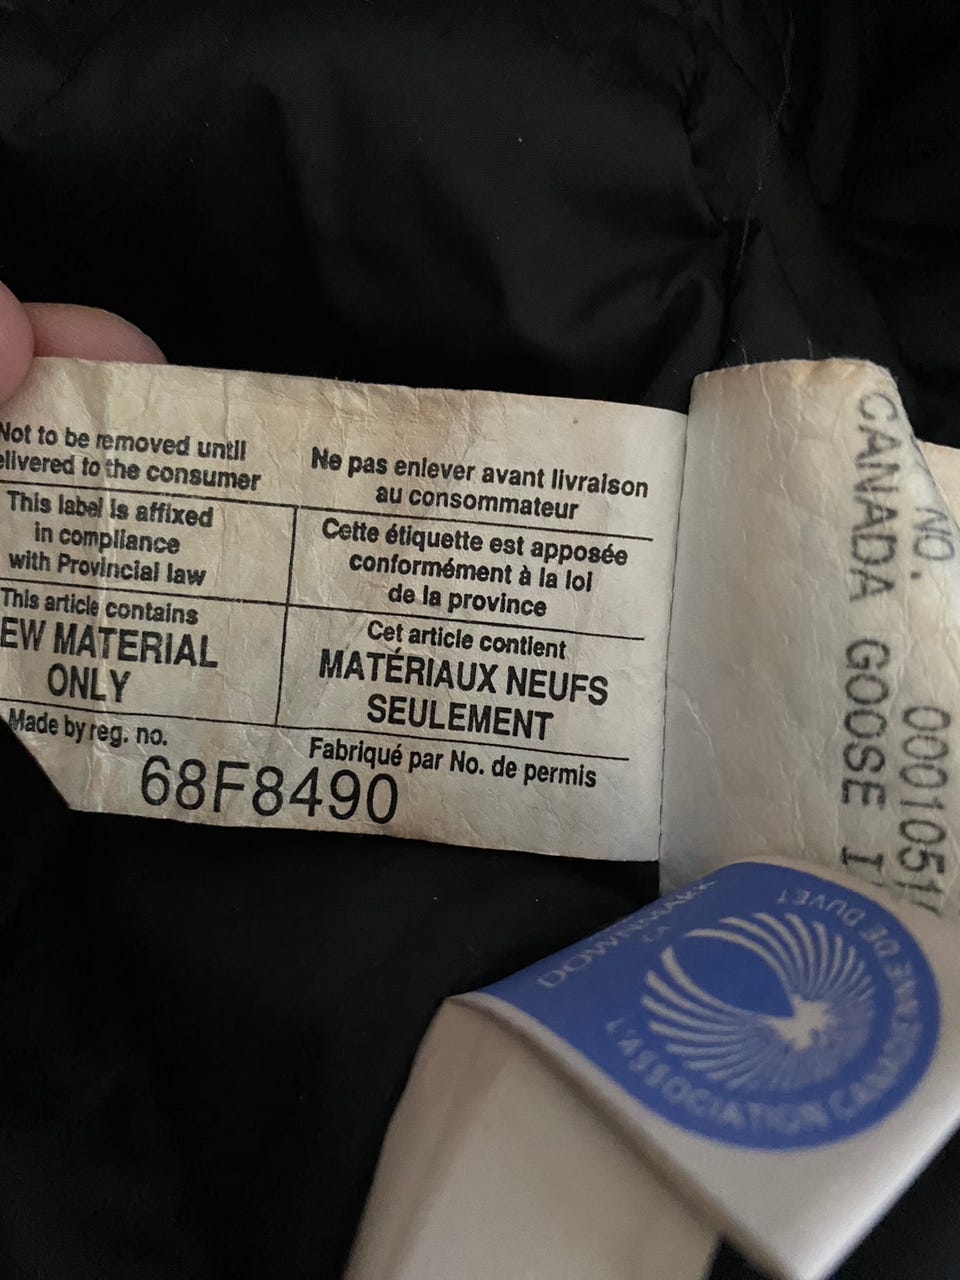 Not to be removed until
elivered to the consumer
This label is affixed
in compliance
with Provincial law
This article contains
EW MATERIAL
ONLY
Made by reg. no.
Ne pas enlever avant livraison
au consommateur
Cette étiquette est apposée
conformément à la loi
de la province
Cet article contient
MATÉRIAUX NEUFS
SEULEMENT
Fabriqué par No. de permis
68F8490
NO.
0001051
CANADA GOOSE I
DOWNMARK
L'ASSOCIATION CANADIENNE DE DUVET